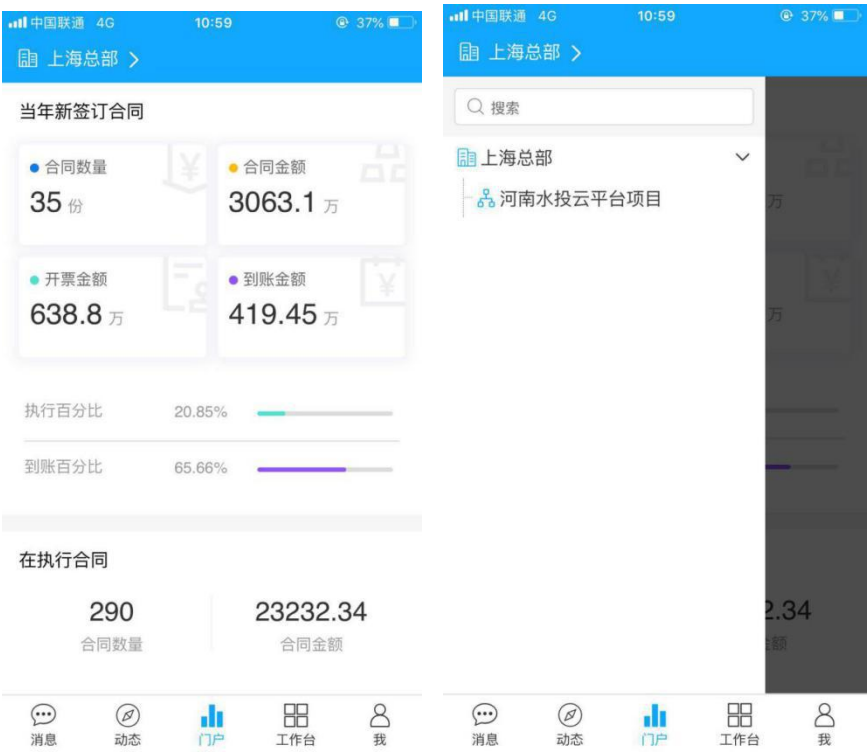 中国联通 4G 10:59 37%
上海总部
当年新签订合同
合同数量 合同金额
35 份 3063.1 万
开票金额 到账金额
638.8 万 419.45 万
执行百分比 20.85%
到账百分比 65.66%
在执行合同
290 23232.34
合同数量 合同金额
消息 动态 门户 工作台 我
中国联通 4G 10:59 37%
上海总部
搜索
上海总部
河南水投云平台项目
万
万
2.34
金额
消息 动态 门户 工作台 我